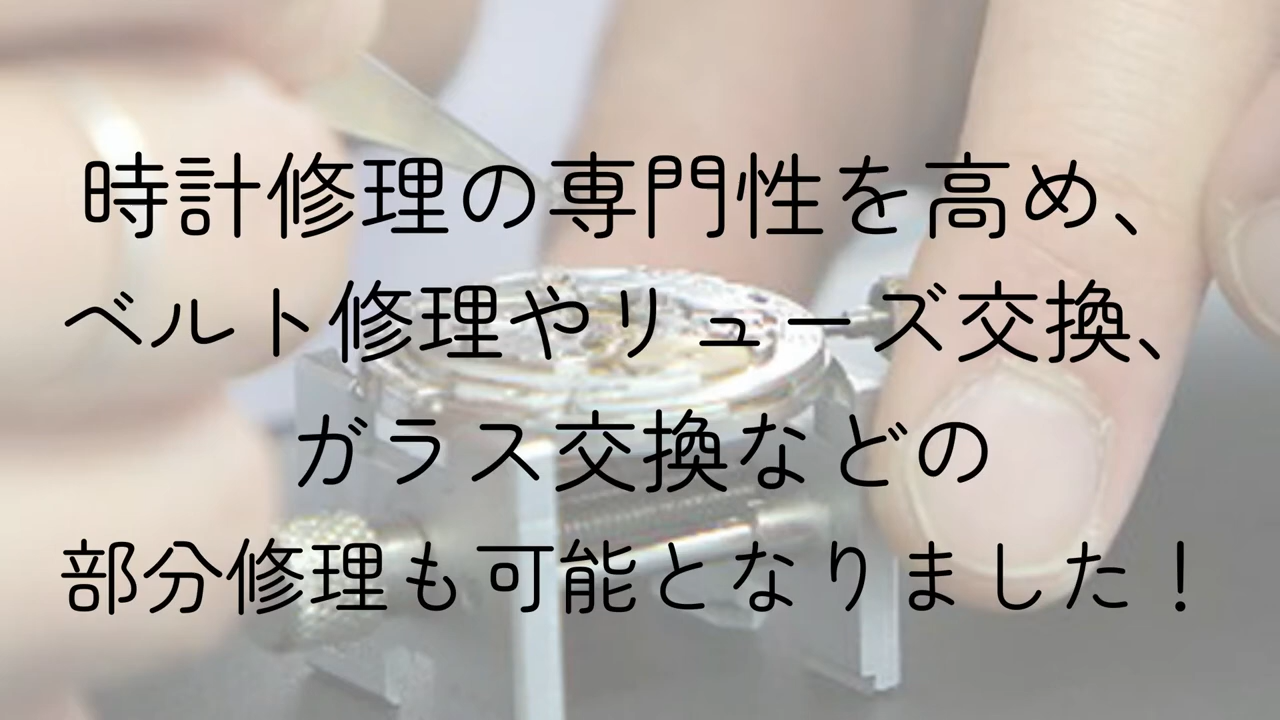 時計修理の専門性を高め、
ベルト修理やリューズ交換、
ガラス交換などの
部分修理も可能となりました！